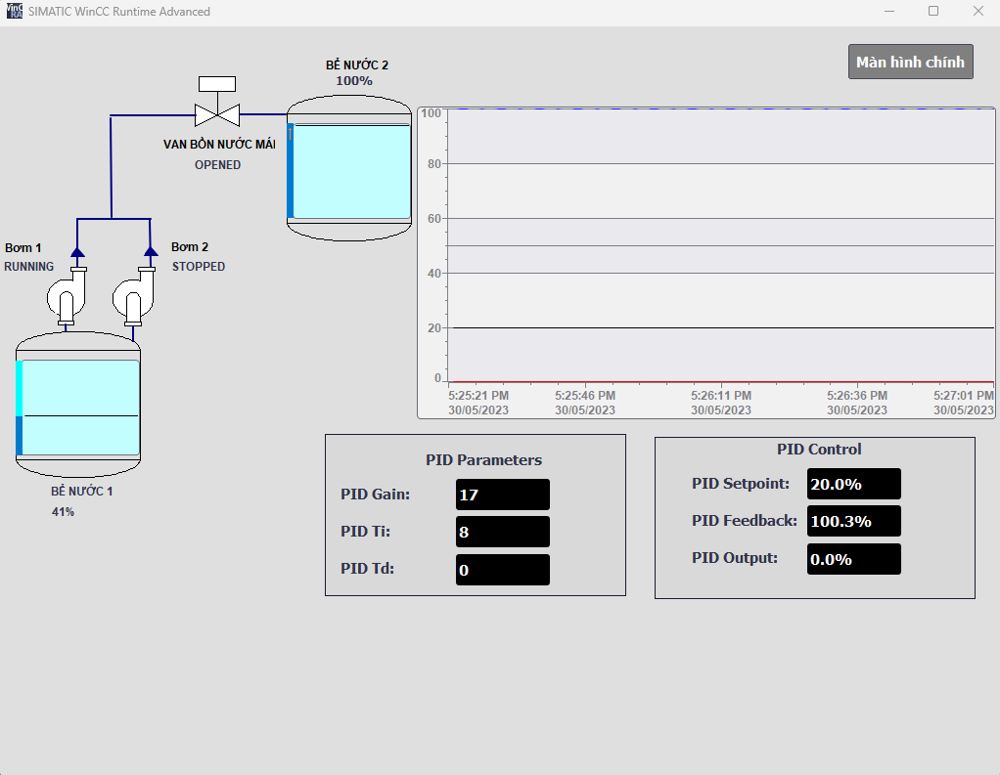 SIMATIC WinCC Runtime Advanced
Màn hình chính
BỂ NƯỚC 2
100%
VAN BỒN NƯỚC MÁI
OPENED
Bơm 1
RUNNING
Bơm 2
STOPPED
BỂ NƯỚC 1
41%
100
80
60
40
20
0
5:25:21 PM 5:25:46 PM 5:26:11 PM 5:26:36 PM 5:27:01 PM
30/05/2023 30/05/2023 30/05/2023 30/05/2023 30/05/2023
PID Parameters
PID Gain: 17
PID Ti: 8
PID Td: 0
PID Control
PID Setpoint: 20.0%
PID Feedback: 100.3%
PID Output: 0.0%